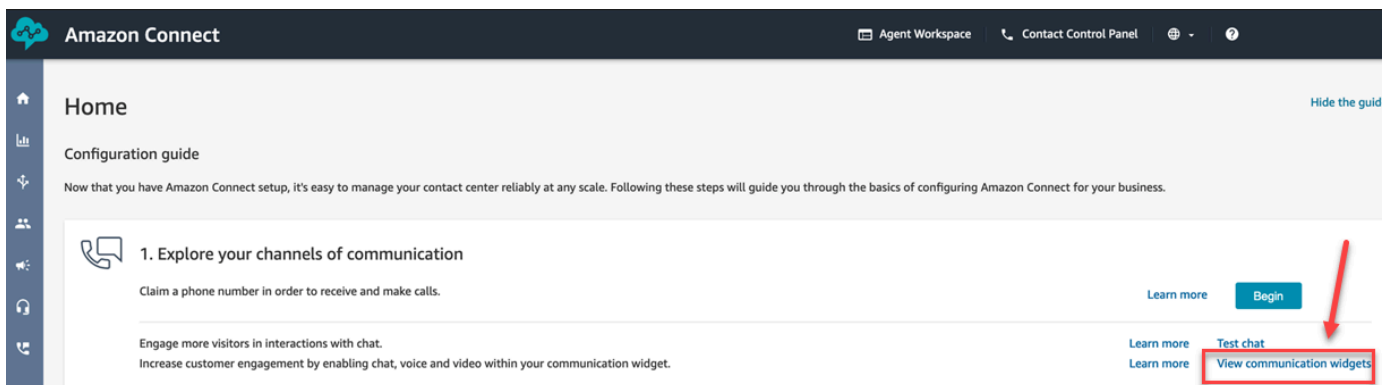 Amazon Connect Agent Workspace Contact Control Panel
Home Hide the guid
Configuration guide
Now that you have Amazon Connect setup, it's easy to manage your contact center reliably at any scale. Following these steps will guide you through the basics of configuring Amazon Connect for your business.
1. Explore your channels of communication
Claim a phone number in order to receive and make calls. Learn more Begin
Engage more visitors in interactions with chat. Learn more Test chat
Increase customer engagement by enabling chat, voice and video within your communication widget. Learn more View communication widgets